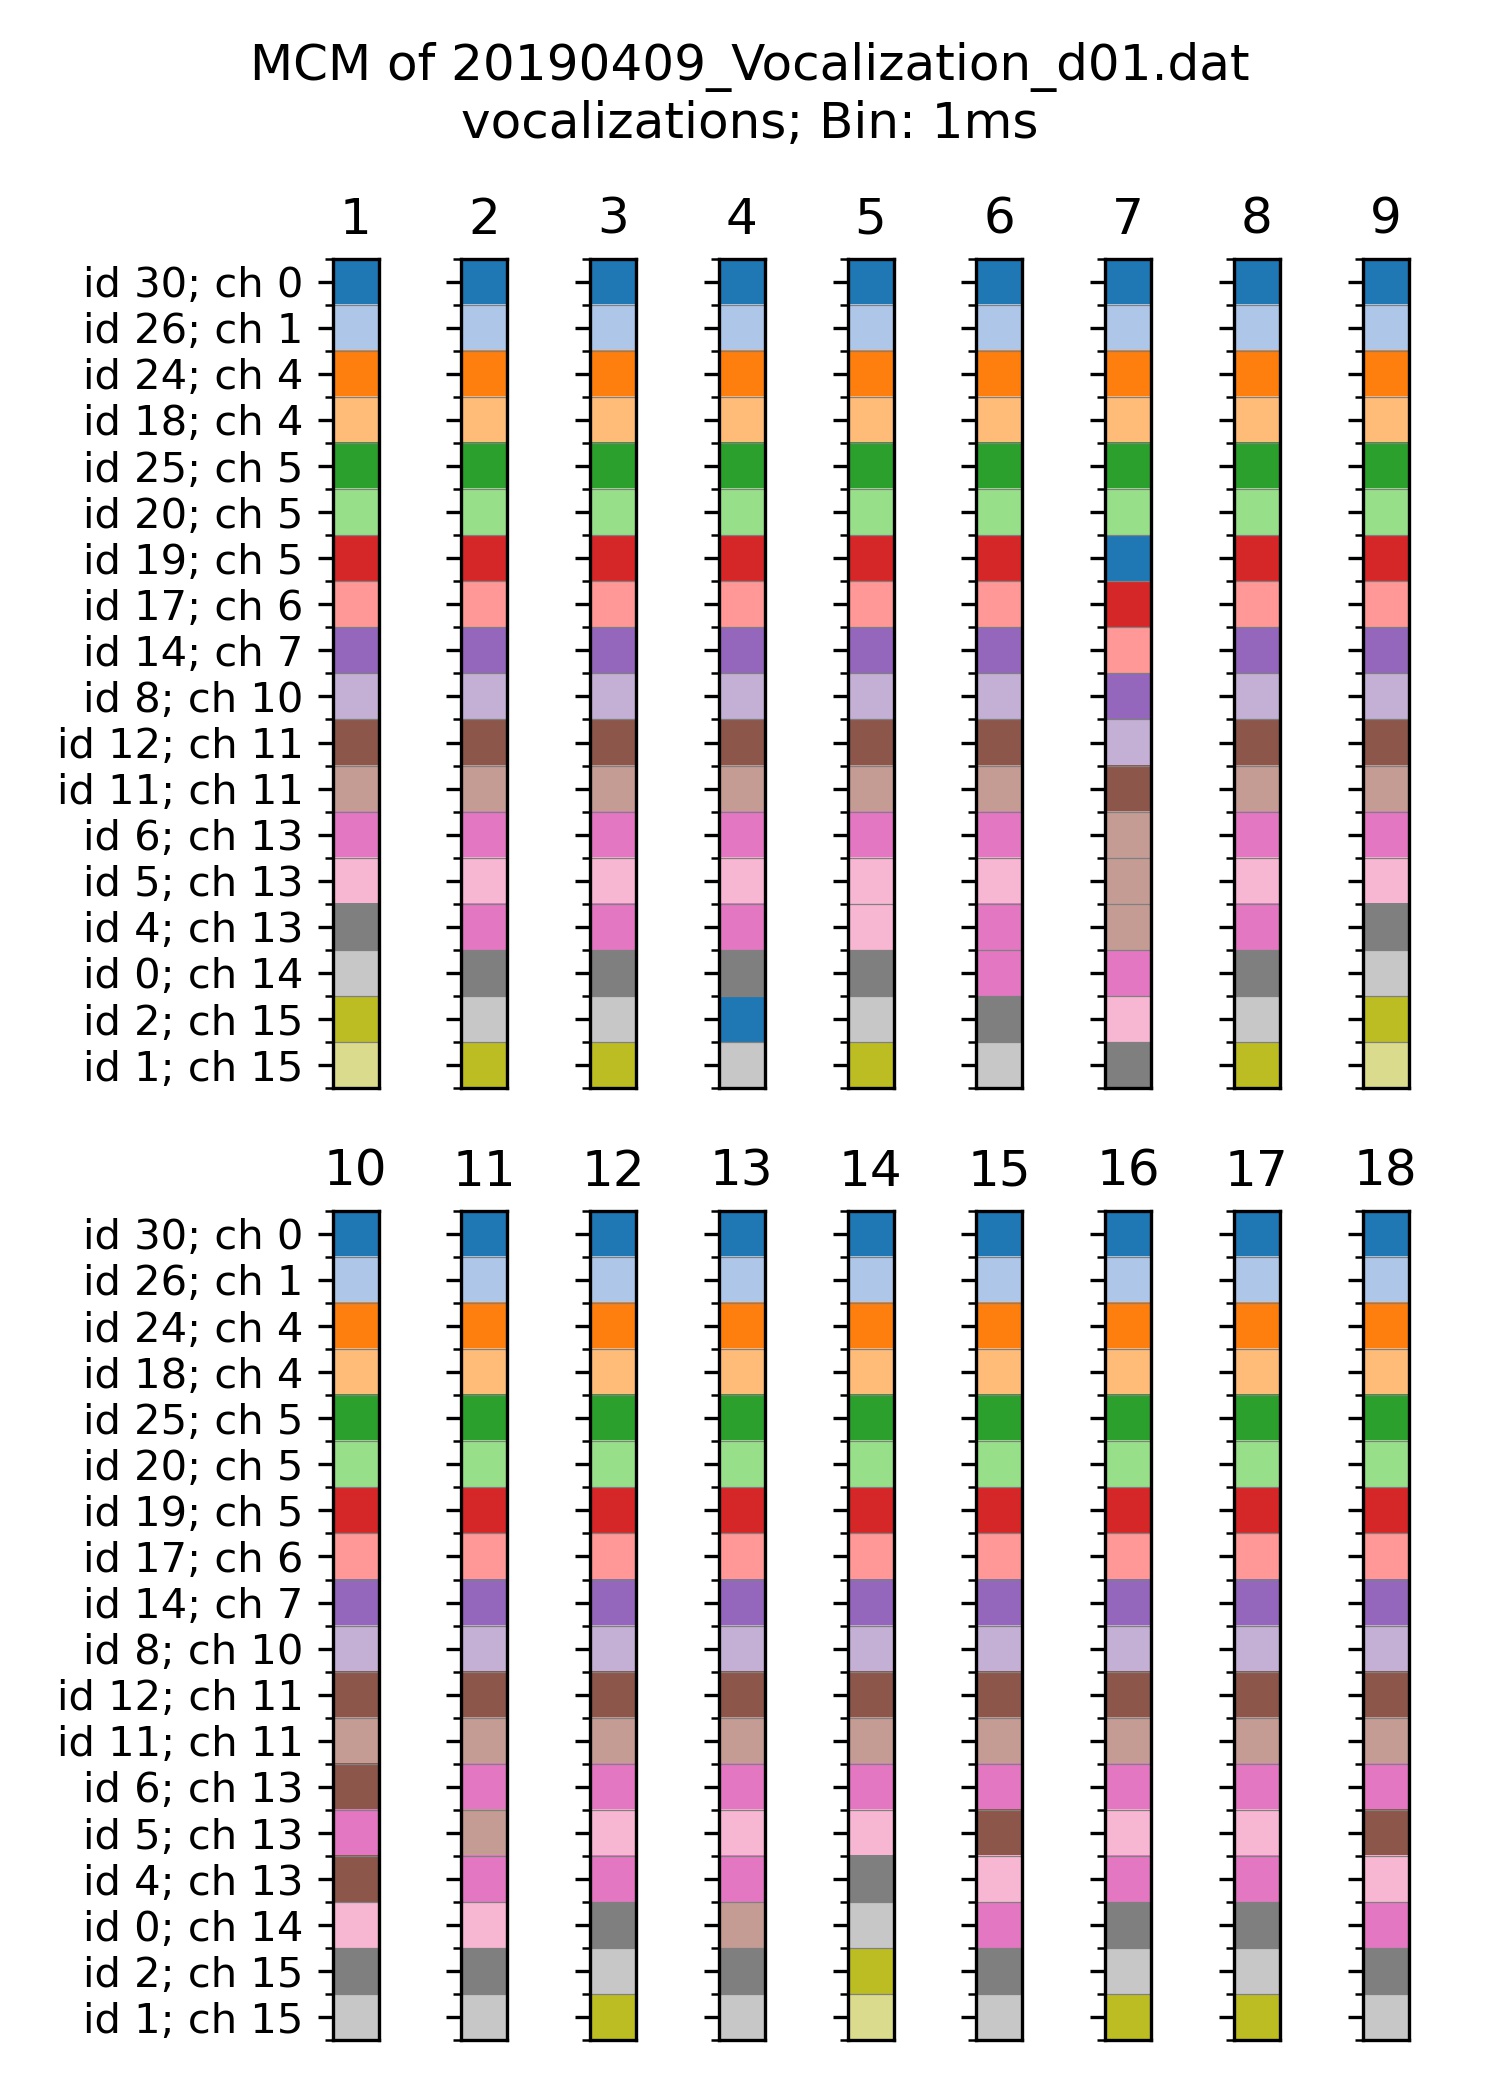 MCM of 20190409_Vocalization_d01.dat
vocalizations; Bin: 1ms
1 2 3 4 5 6 7 8 9
id 30; ch 0
id 26; ch 1
id 24; ch 4
id 18; ch 4
id 25; ch 5
id 20; ch 5
id 19; ch 5
id 17; ch 6
id 14; ch 7
id 8; ch 10
id 12; ch 11
id 11; ch 11
id 6; ch 13
id 5; ch 13
id 4; ch 13
id 0; ch 14
id 2; ch 15
id 1; ch 15
10 11 12 13 14 15 16 17 18
id 30; ch 0
id 26; ch 1
id 24; ch 4
id 18; ch 4
id 25; ch 5
id 20; ch 5
id 19; ch 5
id 17; ch 6
id 14; ch 7
id 8; ch 10
id 12; ch 11
id 11; ch 11
id 6; ch 13
id 5; ch 13
id 4; ch 13
id 0; ch 14
id 2; ch 15
id 1; ch 15